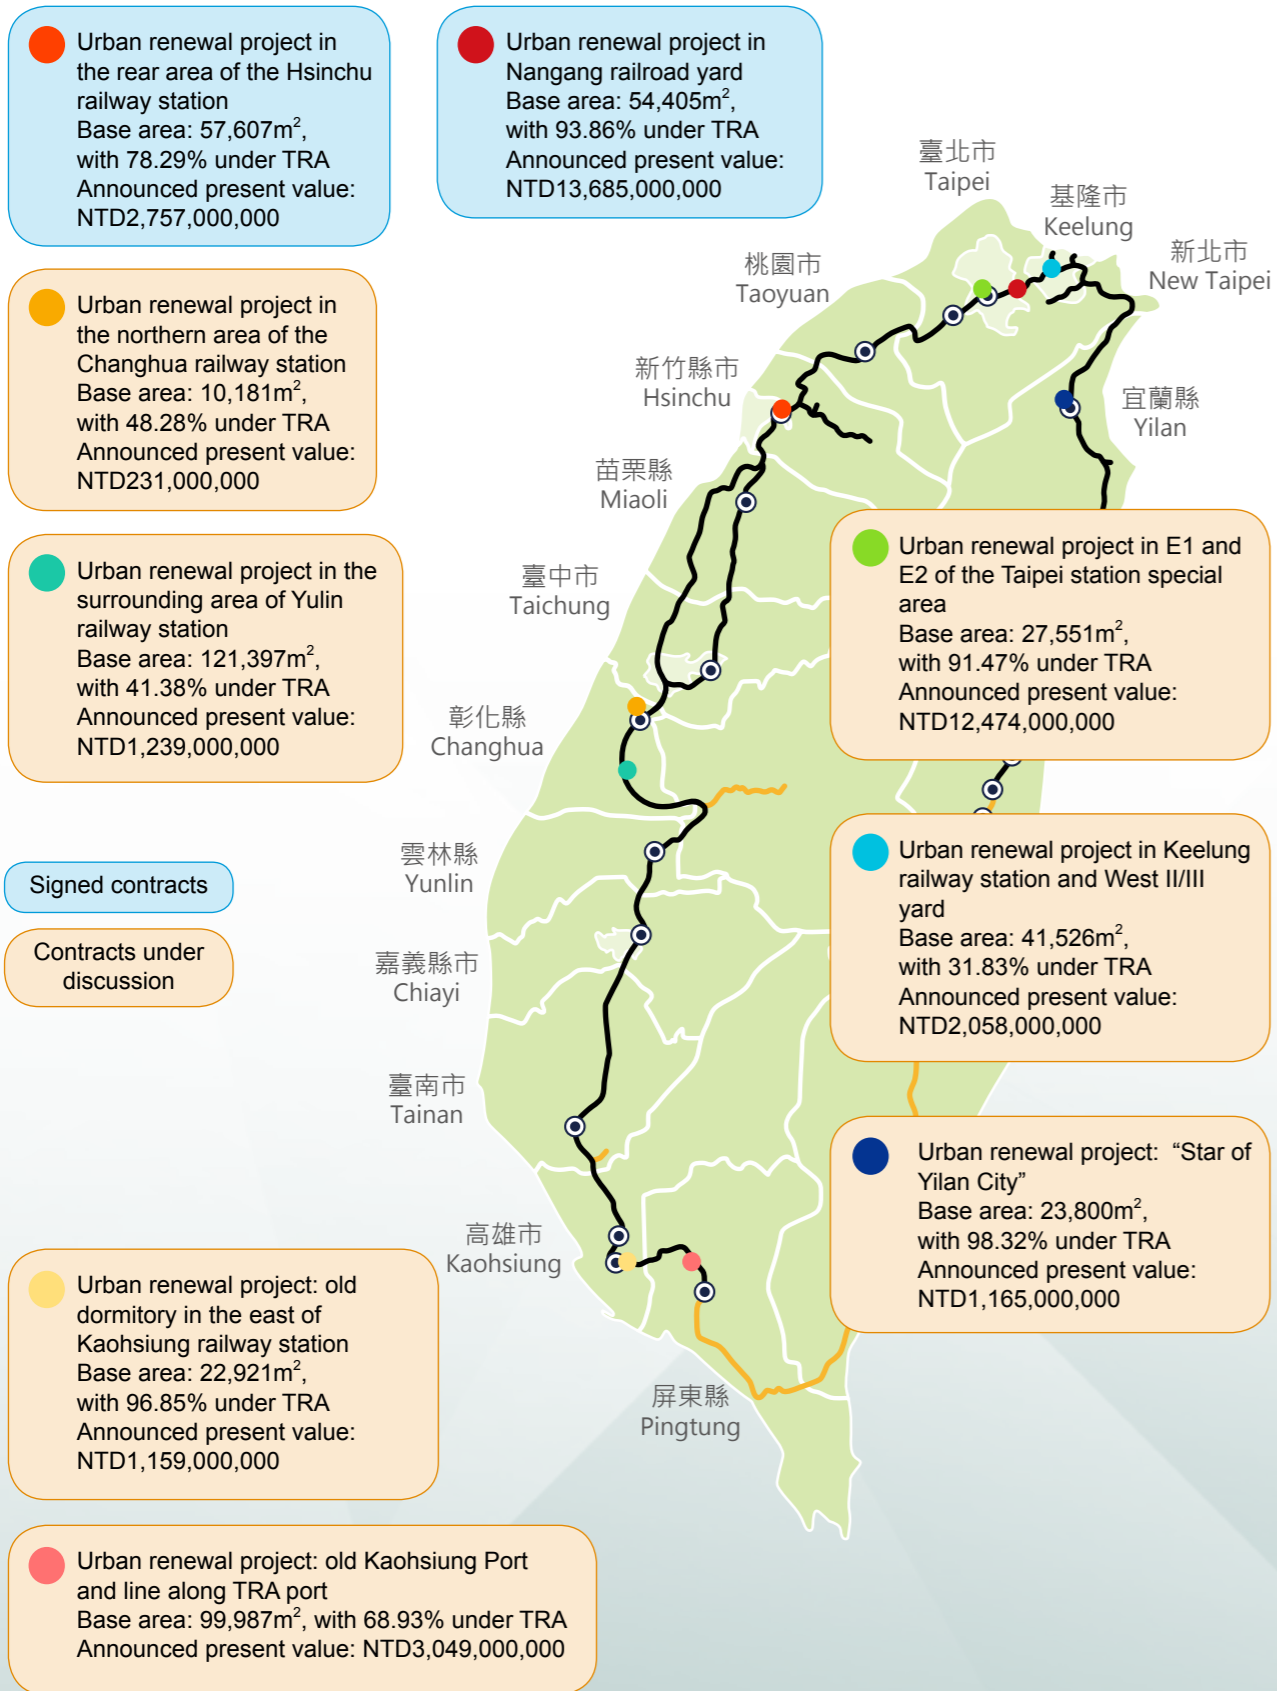 Urban renewal project in
the rear area of the Hsinchu
railway station
Base area: 57,607m²,
with 78.29% under TRA
Announced present value:
NTD2,757,000,000
Urban renewal project in
Nangang railroad yard
Base area: 54,405m²,
with 93.86% under TRA
Announced present value:
NTD13,685,000,000
臺北市
Taipei
基隆市
Keelung
新北市
New Taipei
桃園市
Taoyuan
新竹縣市
Hsinchu
宜蘭縣
Yilan
苗栗縣
Miaoli
臺中市
Taichung
彰化縣
Changhua
雲林縣
Yunlin
嘉義縣市
Chiayi
臺南市
Tainan
高雄市
Kaohsiung
屏東縣
Pingtung
Urban renewal project in
the northern area of the
Changhua railway station
Base area: 10,181m²,
with 48.28% under TRA
Announced present value:
NTD231,000,000
Urban renewal project in the
surrounding area of Yulin
railway station
Base area: 121,397m²,
with 41.38% under TRA
Announced present value:
NTD1,239,000,000
Signed contracts
Contracts under
discussion
Urban renewal project in E1 and
E2 of the Taipei station special
area
Base area: 27,551m²,
with 91.47% under TRA
Announced present value:
NTD12,474,000,000
Urban renewal project in Keelung
railway station and West II/III
yard
Base area: 41,526m²,
with 31.83% under TRA
Announced present value:
NTD2,058,000,000
Urban renewal project: “Star of
Yilan City”
Base area: 23,800m²,
with 98.32% under TRA
Announced present value:
NTD1,165,000,000
Urban renewal project: old
dormitory in the east of
Kaohsiung railway station
Base area: 22,921m²,
with 96.85% under TRA
Announced present value:
NTD1,159,000,000
Urban renewal project: old Kaohsiung Port
and line along TRA port
Base area: 99,987m², with 68.93% under TRA
Announced present value: NTD3,049,000,000